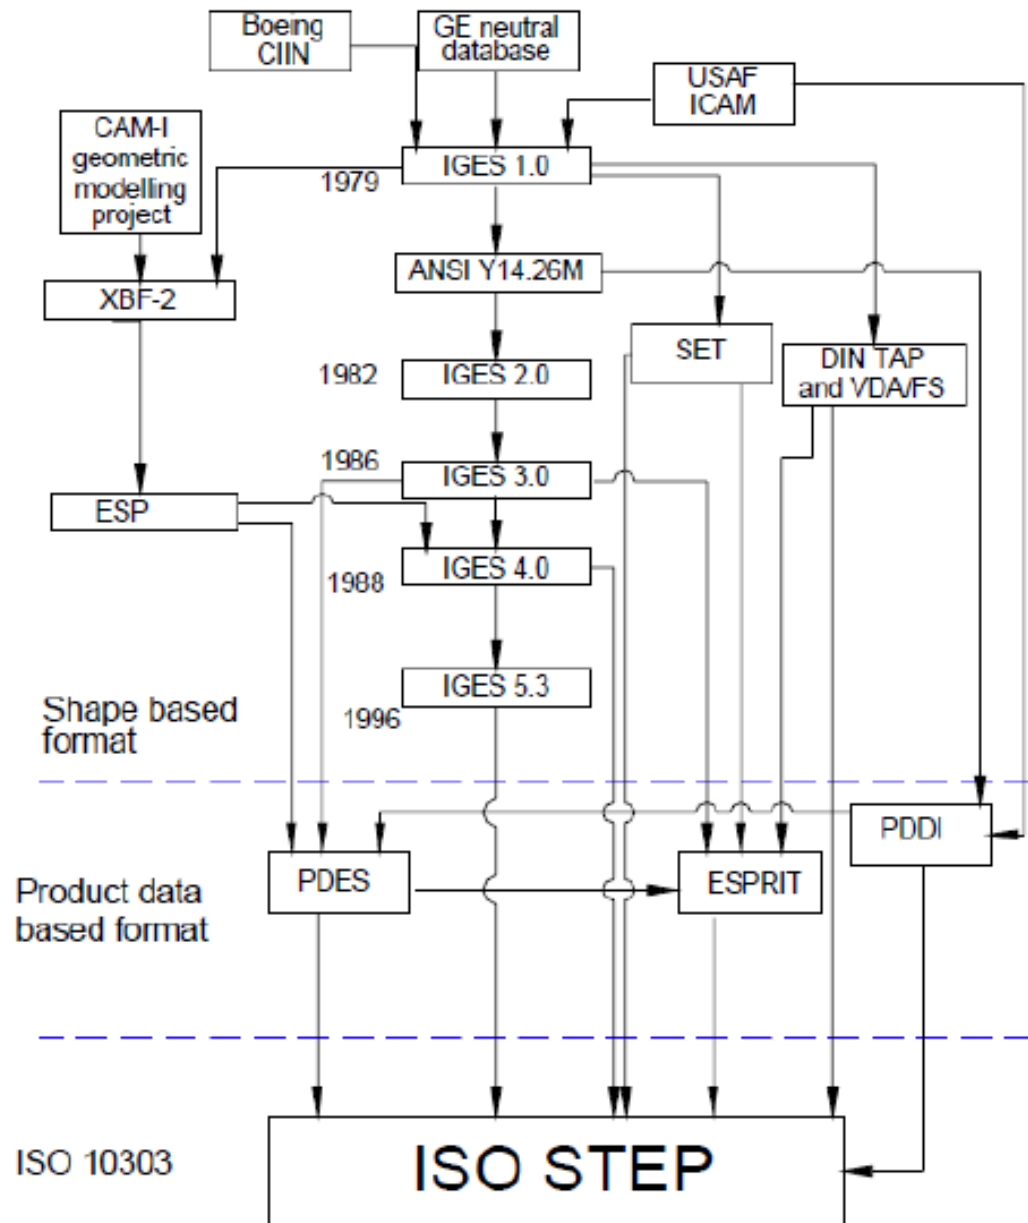 Boeing
CIIN
GE neutral
database
USAF
ICAM
CAM-I
geometric
modelling
project
IGES 1.0
1979
ANSI Y14.26M
XBF-2
SET
DIN TAP
and VDA/FS
1982
IGES 2.0
1986
IGES 3.0
ESP
IGES 4.0
1988
IGES 5.3
1996
Shape based
format
PDDI
PDES
ESPRIT
Product data
based format
ISO 10303
ISO STEP